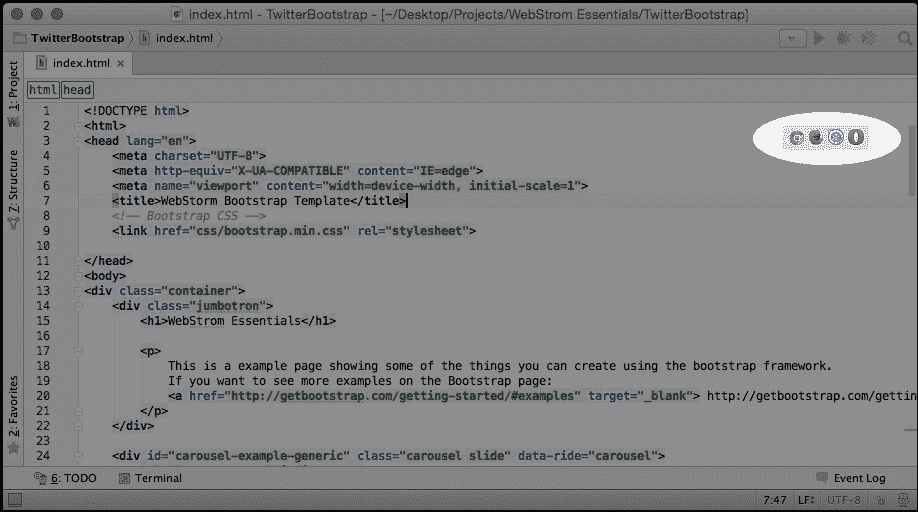 index.html - TwitterBootstrap - [~/Desktop/Projects/WebStrom Essentials/TwitterBootstrap]
TwitterBootstrap index.html
index.html
html head
1: Project
7: Structure
2: Favorites
1 <!DOCTYPE html>
2 <html>
3 <head lang="en">
4 <meta charset="UTF-8">
5 <meta http-equiv="X-UA-COMPATIBLE" content="IE=edge">
6 <meta name="viewport" content="width=device-width, initial-scale=1">
7 <title>WebStorm Bootstrap Template</title>
8 <!-- Bootstrap CSS -->
9 <link href="css/bootstrap.min.css" rel="stylesheet">
10
11 </head>
12 <body>
13 <div class="container">
14 <div class="jumbotron">
15 <h1>WebStrom Essentials</h1>
16
17 <p>
18 This is a example page showing some of the things you can create using the bootstrap framework.
19 If you want to see more examples on the Bootstrap page:
20 <a href="http://getbootstrap.com/getting-started/#examples" target="_blank"> http://getbootstrap.com/gettin
21 </p>
22 </div>
23
24 <div id="carousel-example-generic" class="carousel slide" data-ride="carousel">
6: TODO Terminal Event Log
7:47 LF UTF-8